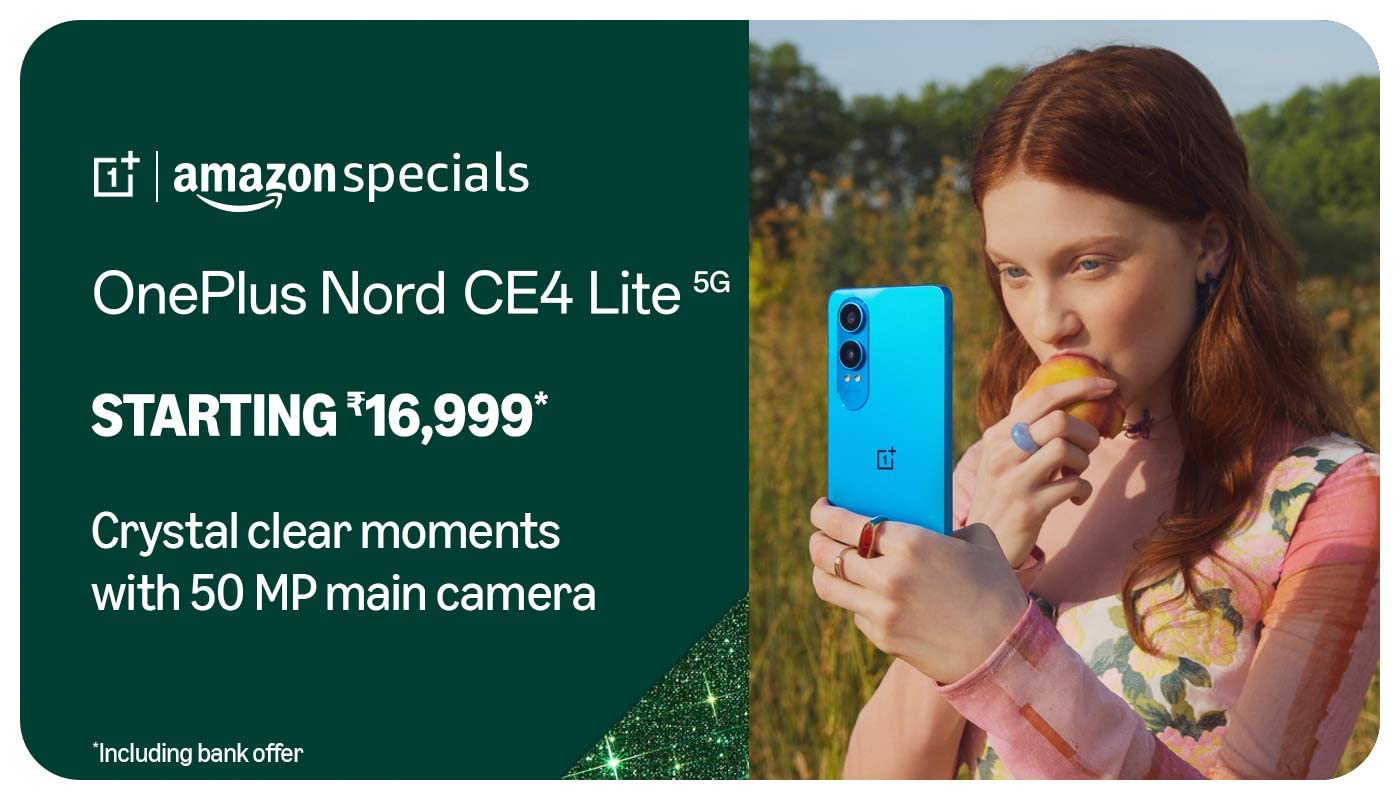 1+ | amazon specials
OnePlus Nord CE4 Lite 5G
STARTING ₹16,999*
Crystal clear moments
with 50 MP main camera
*Including bank offer